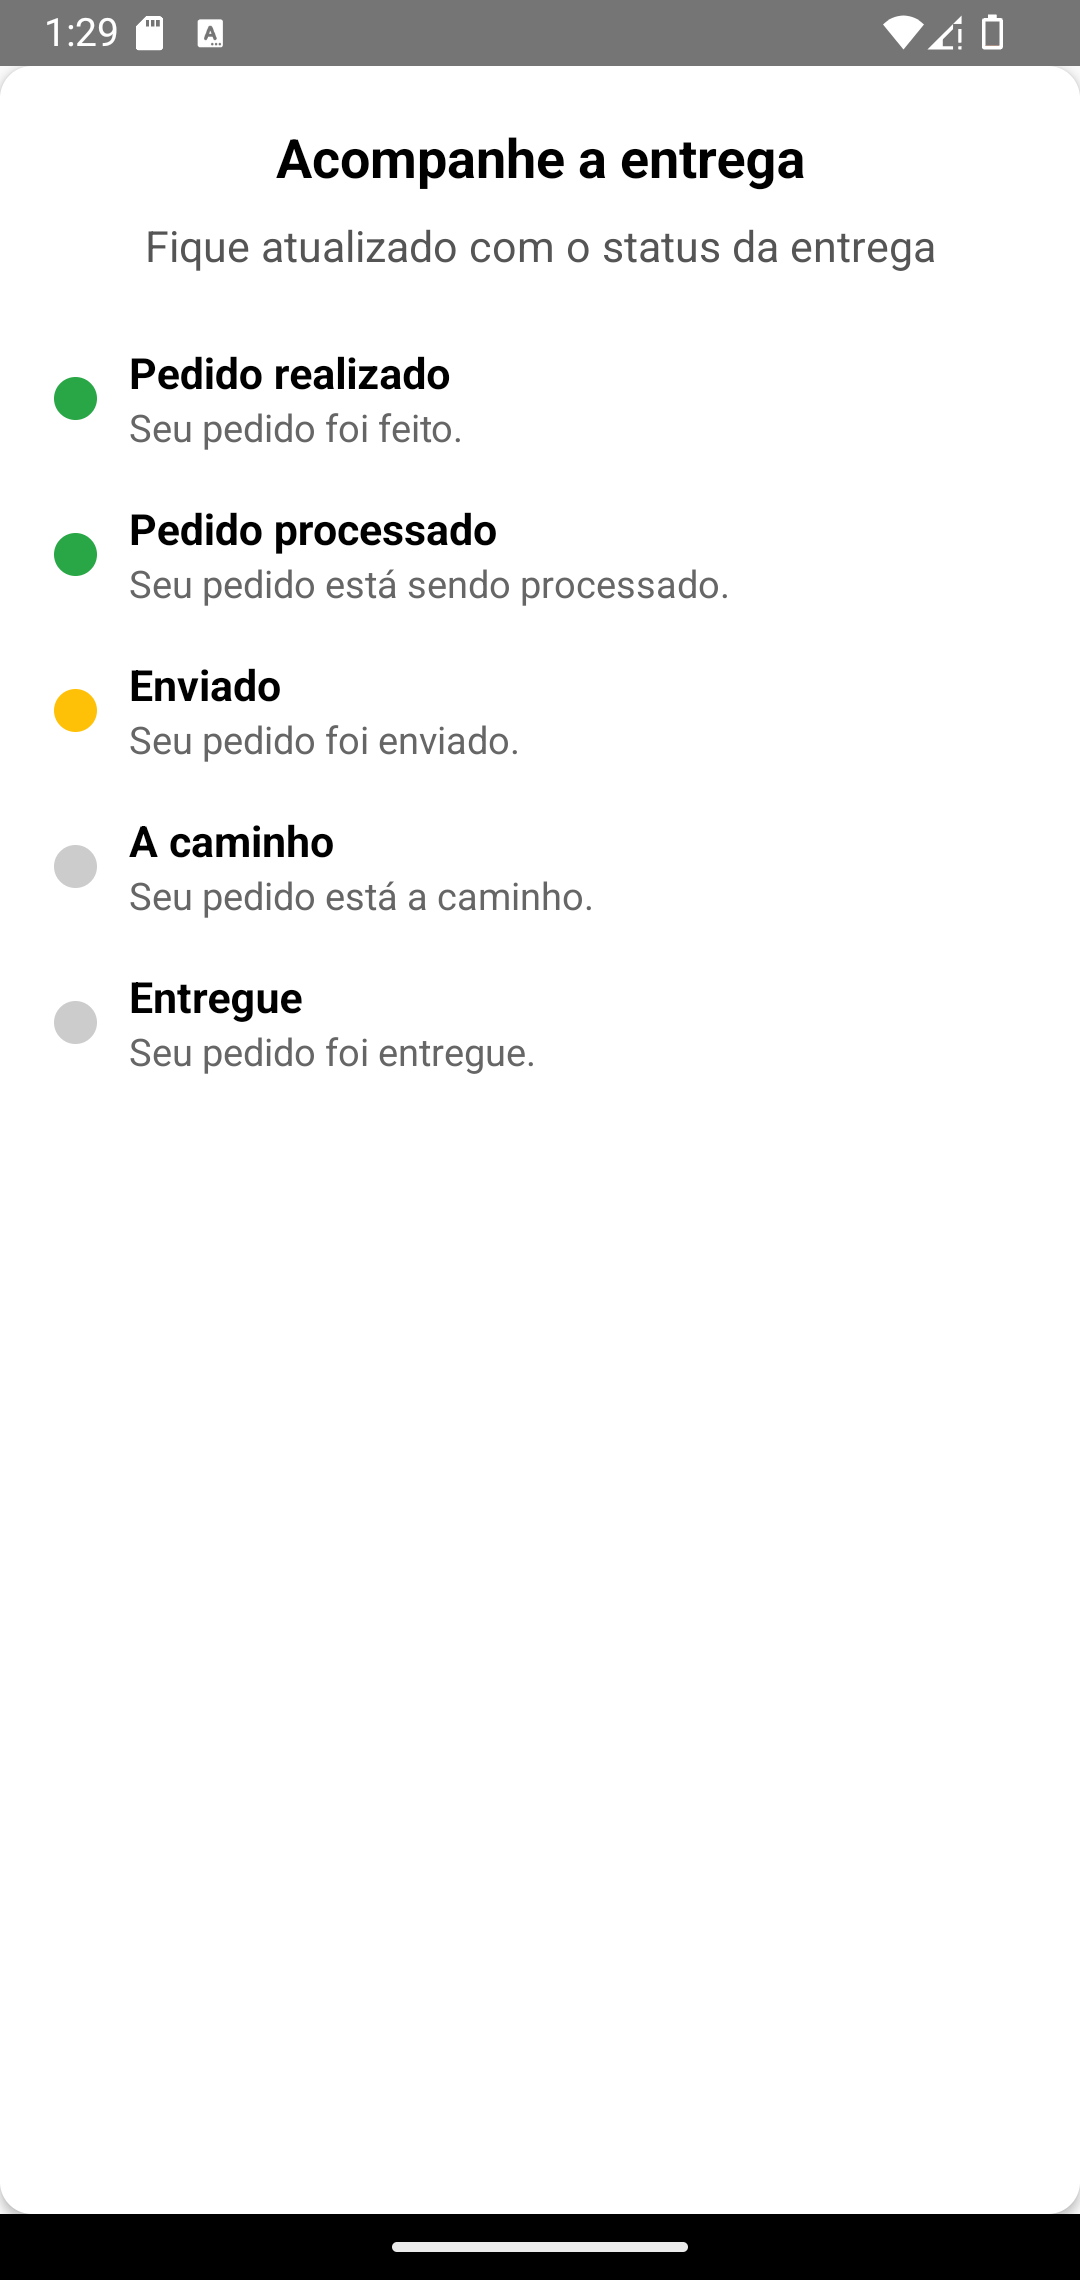 1:29
Acompanhe a entrega
Fique atualizado com o status da entrega
Pedido realizado
Seu pedido foi feito.
Pedido processado
Seu pedido está sendo processado.
Enviado
Seu pedido foi enviado.
A caminho
Seu pedido está a caminho.
Entregue
Seu pedido foi entregue.